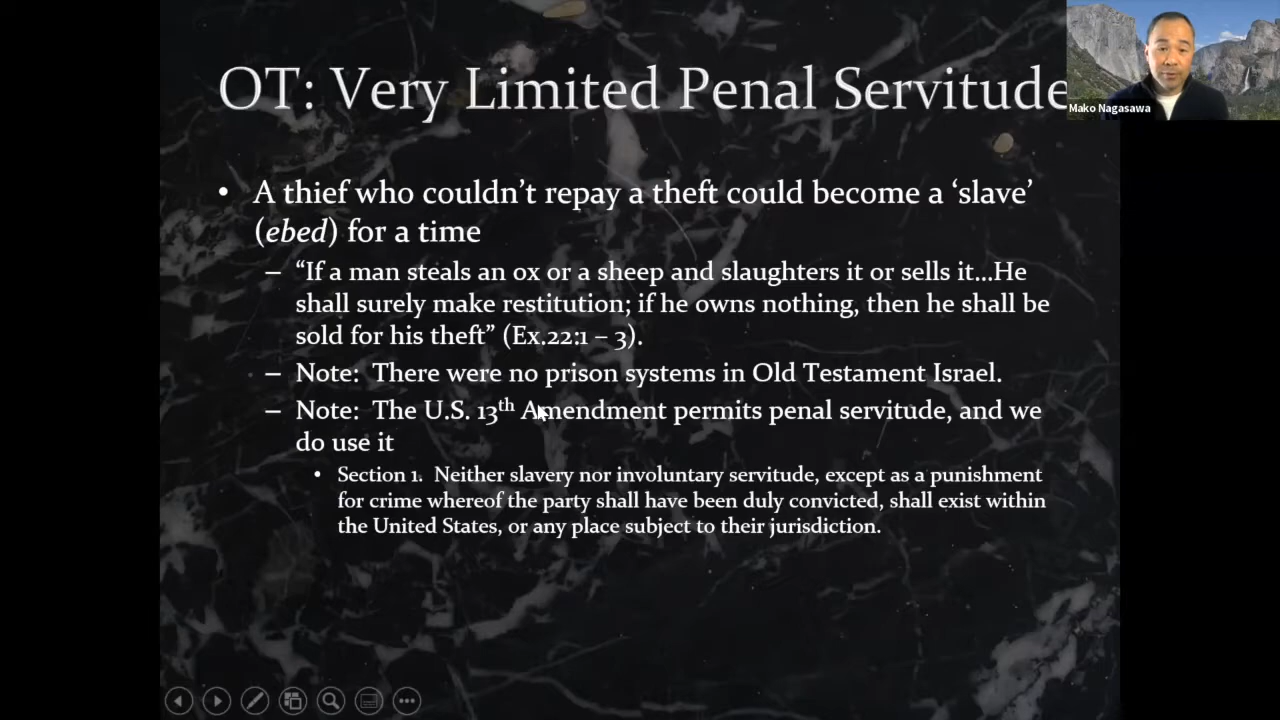 OT: Very Limited Penal Servitude
Mako Nagasawa
• A thief who couldn’t repay a theft could become a ‘slave’
(ebed) for a time
– “If a man steals an ox or a sheep and slaughters it or sells it…He
shall surely make restitution; if he owns nothing, then he shall be
sold for his theft” (Ex.22:1 – 3).
– Note:  There were no prison systems in Old Testament Israel.
– Note:  The U.S. 13th Amendment permits penal servitude, and we
do use it
• Section 1.  Neither slavery nor involuntary servitude, except as a punishment
for crime whereof the party shall have been duly convicted, shall exist within
the United States, or any place subject to their jurisdiction.